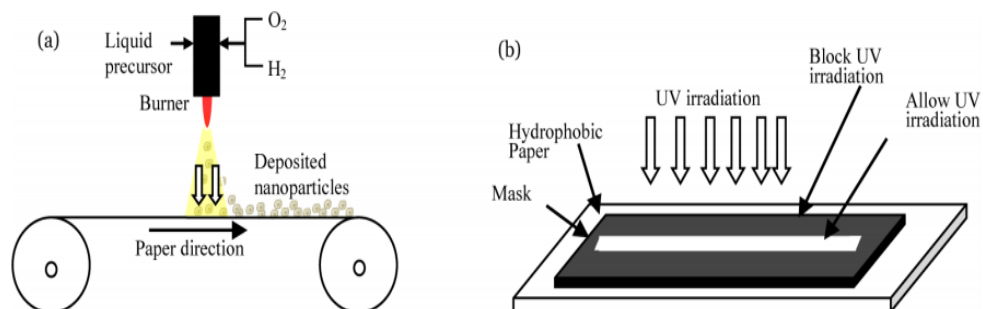 (a)
Liquid
precursor
O₂
H₂
Burner
Deposited
nanoparticles
Paper direction
(b)
Block UV
irradiation
UV irradiation
Allow UV
irradiation
Hydrophobic
Paper
Mask